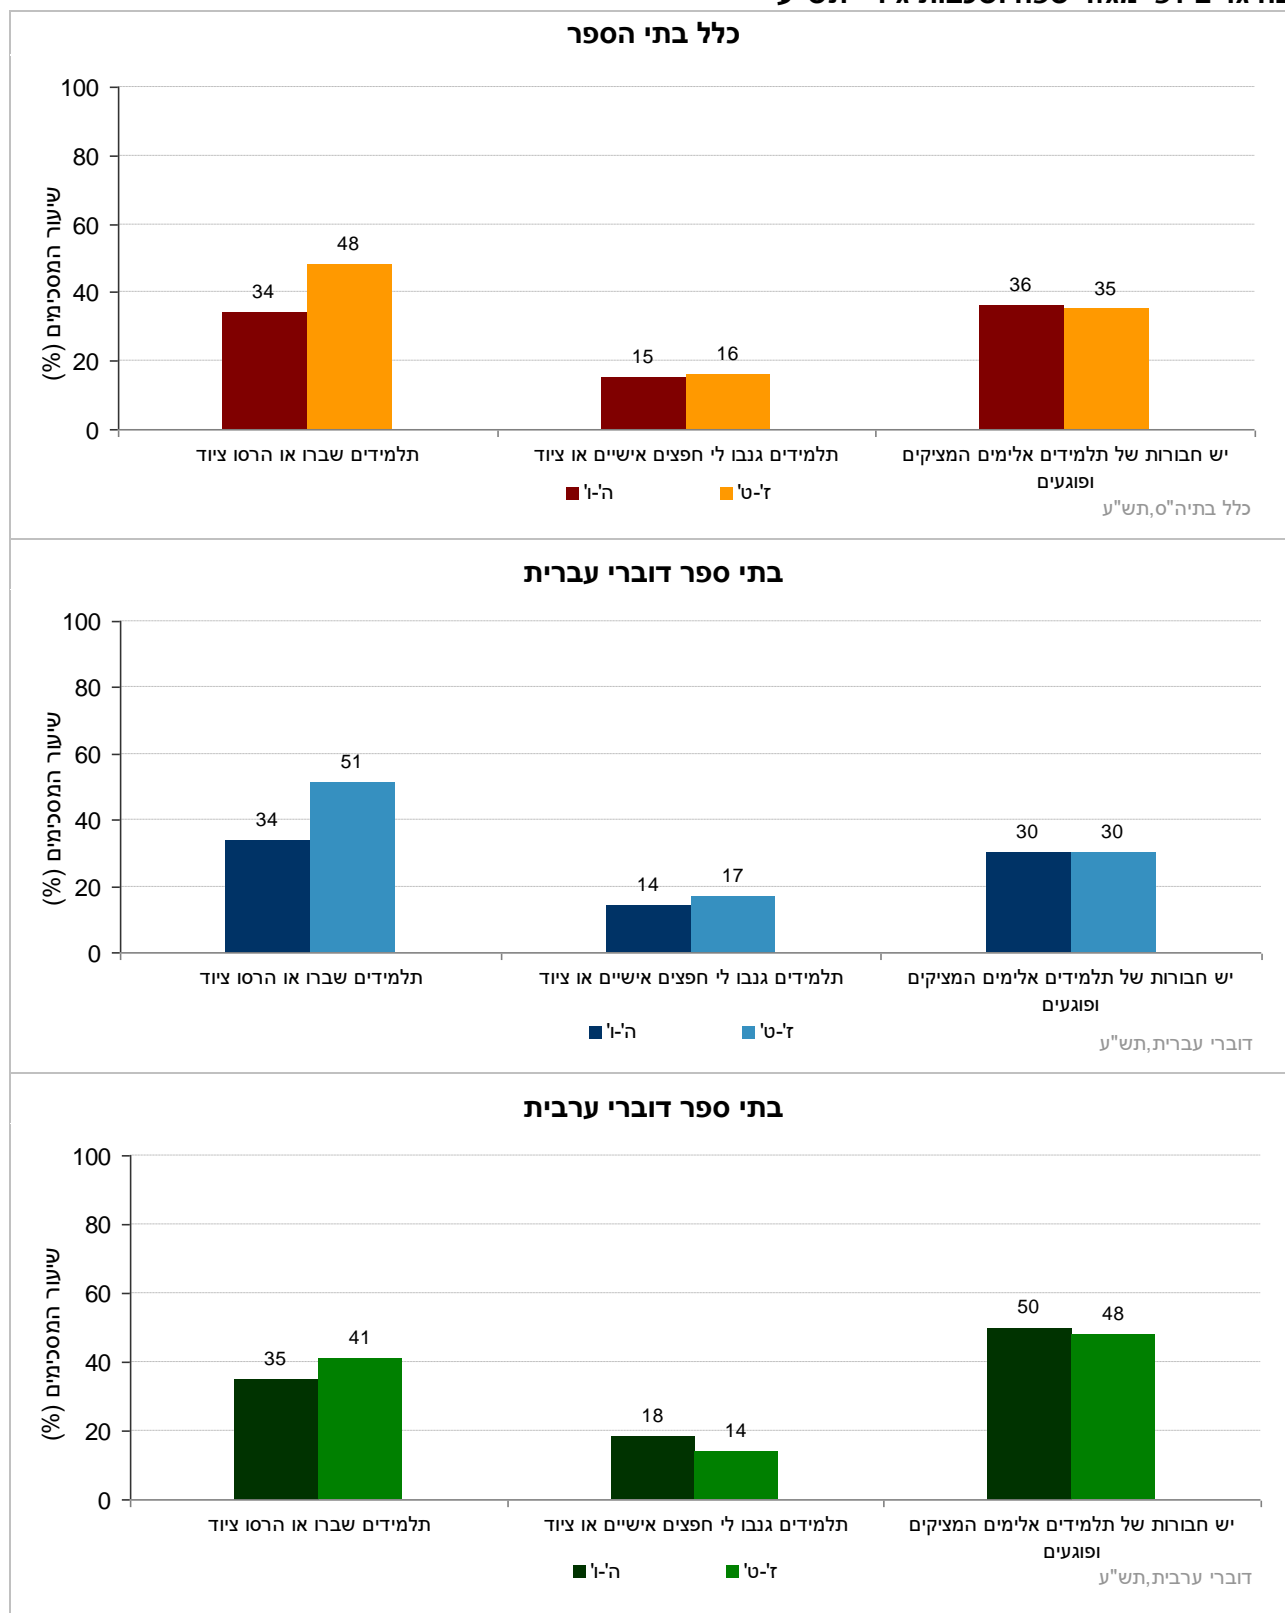 כלל בתי הספר
שיעור המסכימים (%)
100
80
60
40
20
0
34
48
15
16
36
35
תלמידים שברו או הרסו ציוד
תלמידים גנבו לי חפצים אישיים או ציוד
יש חבורות של תלמידים אלימים המציקים
ופוגעים
ה'-ו'
ז'-ט'
כלל בתיה"ס,תש"ע
בתי ספר דוברי עברית
שיעור המסכימים (%)
100
80
60
40
20
0
34
51
14
17
30
30
תלמידים שברו או הרסו ציוד
תלמידים גנבו לי חפצים אישיים או ציוד
יש חבורות של תלמידים אלימים המציקים
ופוגעים
ה'-ו'
ז'-ט'
דוברי עברית,תש"ע
בתי ספר דוברי ערבית
שיעור המסכימים (%)
100
80
60
40
20
0
35
41
18
14
50
48
תלמידים שברו או הרסו ציוד
תלמידים גנבו לי חפצים אישיים או ציוד
יש חבורות של תלמידים אלימים המציקים
ופוגעים
ה'-ו'
ז'-ט'
דוברי ערבית,תש"ע